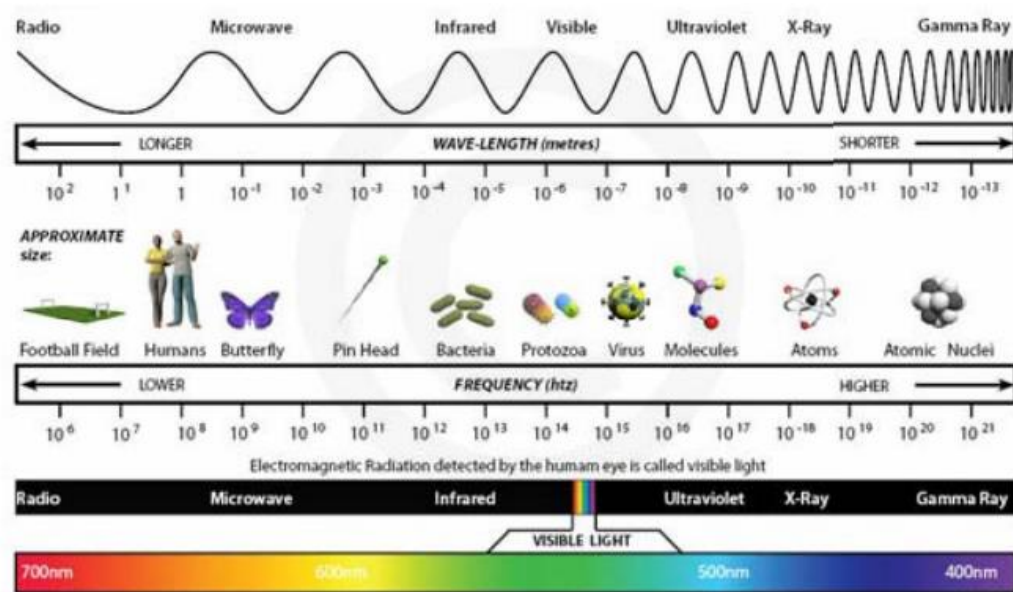 Radio Microwave Infrared Visible Ultraviolet X-Ray Gamma Ray
LONGER WAVE-LENGTH (metres) SHORTER
10⁻² 1¹ 1 10⁻¹ 10⁻² 10⁻³ 10⁻⁴ 10⁻⁵ 10⁻⁶ 10⁻⁷ 10⁻⁸ 10⁻⁹ 10⁻¹⁰ 10⁻¹¹ 10⁻¹² 10⁻¹³
APPROXIMATE
size:
Football Field Humans Butterfly Pin Head Bacteria Protozoa Virus Molecules Atoms Atomic Nuclei
LOWER FREQUENCY (htz) HIGHER
10⁶ 10⁷ 10⁸ 10⁹ 10¹⁰ 10¹¹ 10¹² 10¹³ 10¹⁴ 10¹⁵ 10¹⁶ 10¹⁷ 10⁻¹⁸ 10¹⁹ 10²⁰ 10²¹
Electromagnetic Radiation detected by the humam eye is called visible light
Radio Microwave Infrared Ultraviolet X-Ray Gamma Ray
VISIBLE LIGHT
700nm 600nm 500nm 400nm